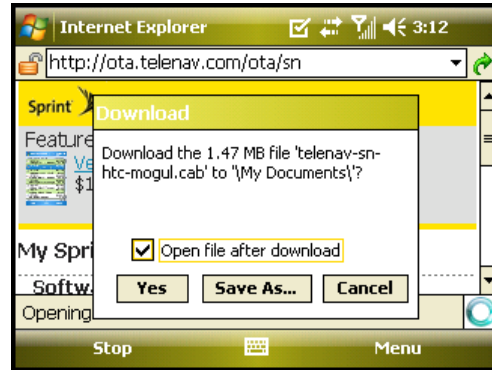 Internet Explorer 3:12
http://ota.telenav.com/ota/sn
Sprint
Download
Feature
Download the 1.47 MB file 'telenav-sn-
htc-mogul.cab' to '\My Documents\'?
Ve
$1
Open file after download
My Spri
Softw
Yes Save As... Cancel
Opening
Stop Menu